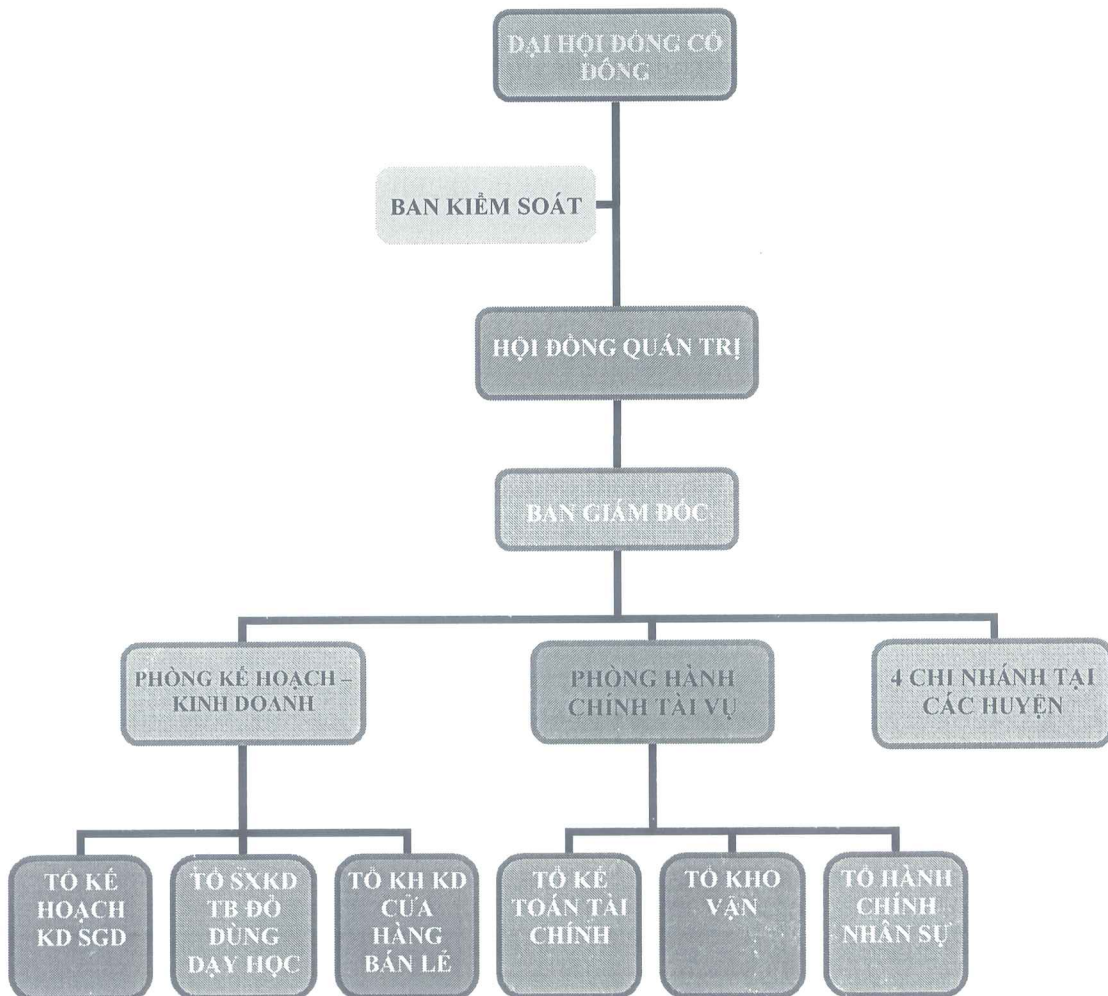 ĐẠI HỘI ĐỒNG CỔ
ĐÔNG
BAN KIỂM SOÁT
HỘI ĐỒNG QUẢN TRỊ
BAN GIÁM ĐỐC
PHÒNG KẾ HOẠCH –
KINH DOANH
PHÒNG HÀNH
CHÍNH TÀI VỤ
4 CHI NHÁNH TẠI
CÁC HUYỆN
TỔ KẾ
HOẠCH
KD SGD
TỔ SXKD
TB ĐỒ
DÙNG
DẠY HỌC
TỔ KH KD
CỬA
HÀNG
BÁN LẺ
TỔ KẾ
TOÁN TÀI
CHÍNH
TỔ KHO
VẬN
TỔ HÀNH
CHÍNH
NHÂN SỰ